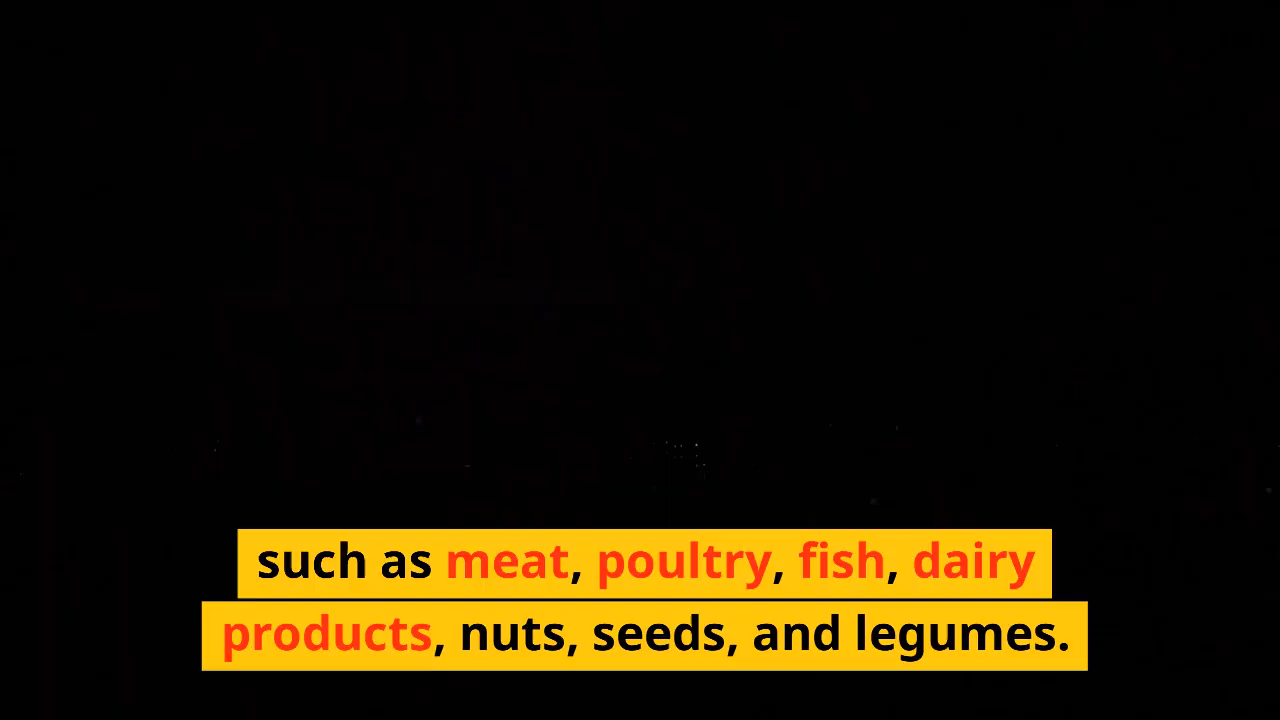 such as meat, poultry, fish, dairy
products, nuts, seeds, and legumes.